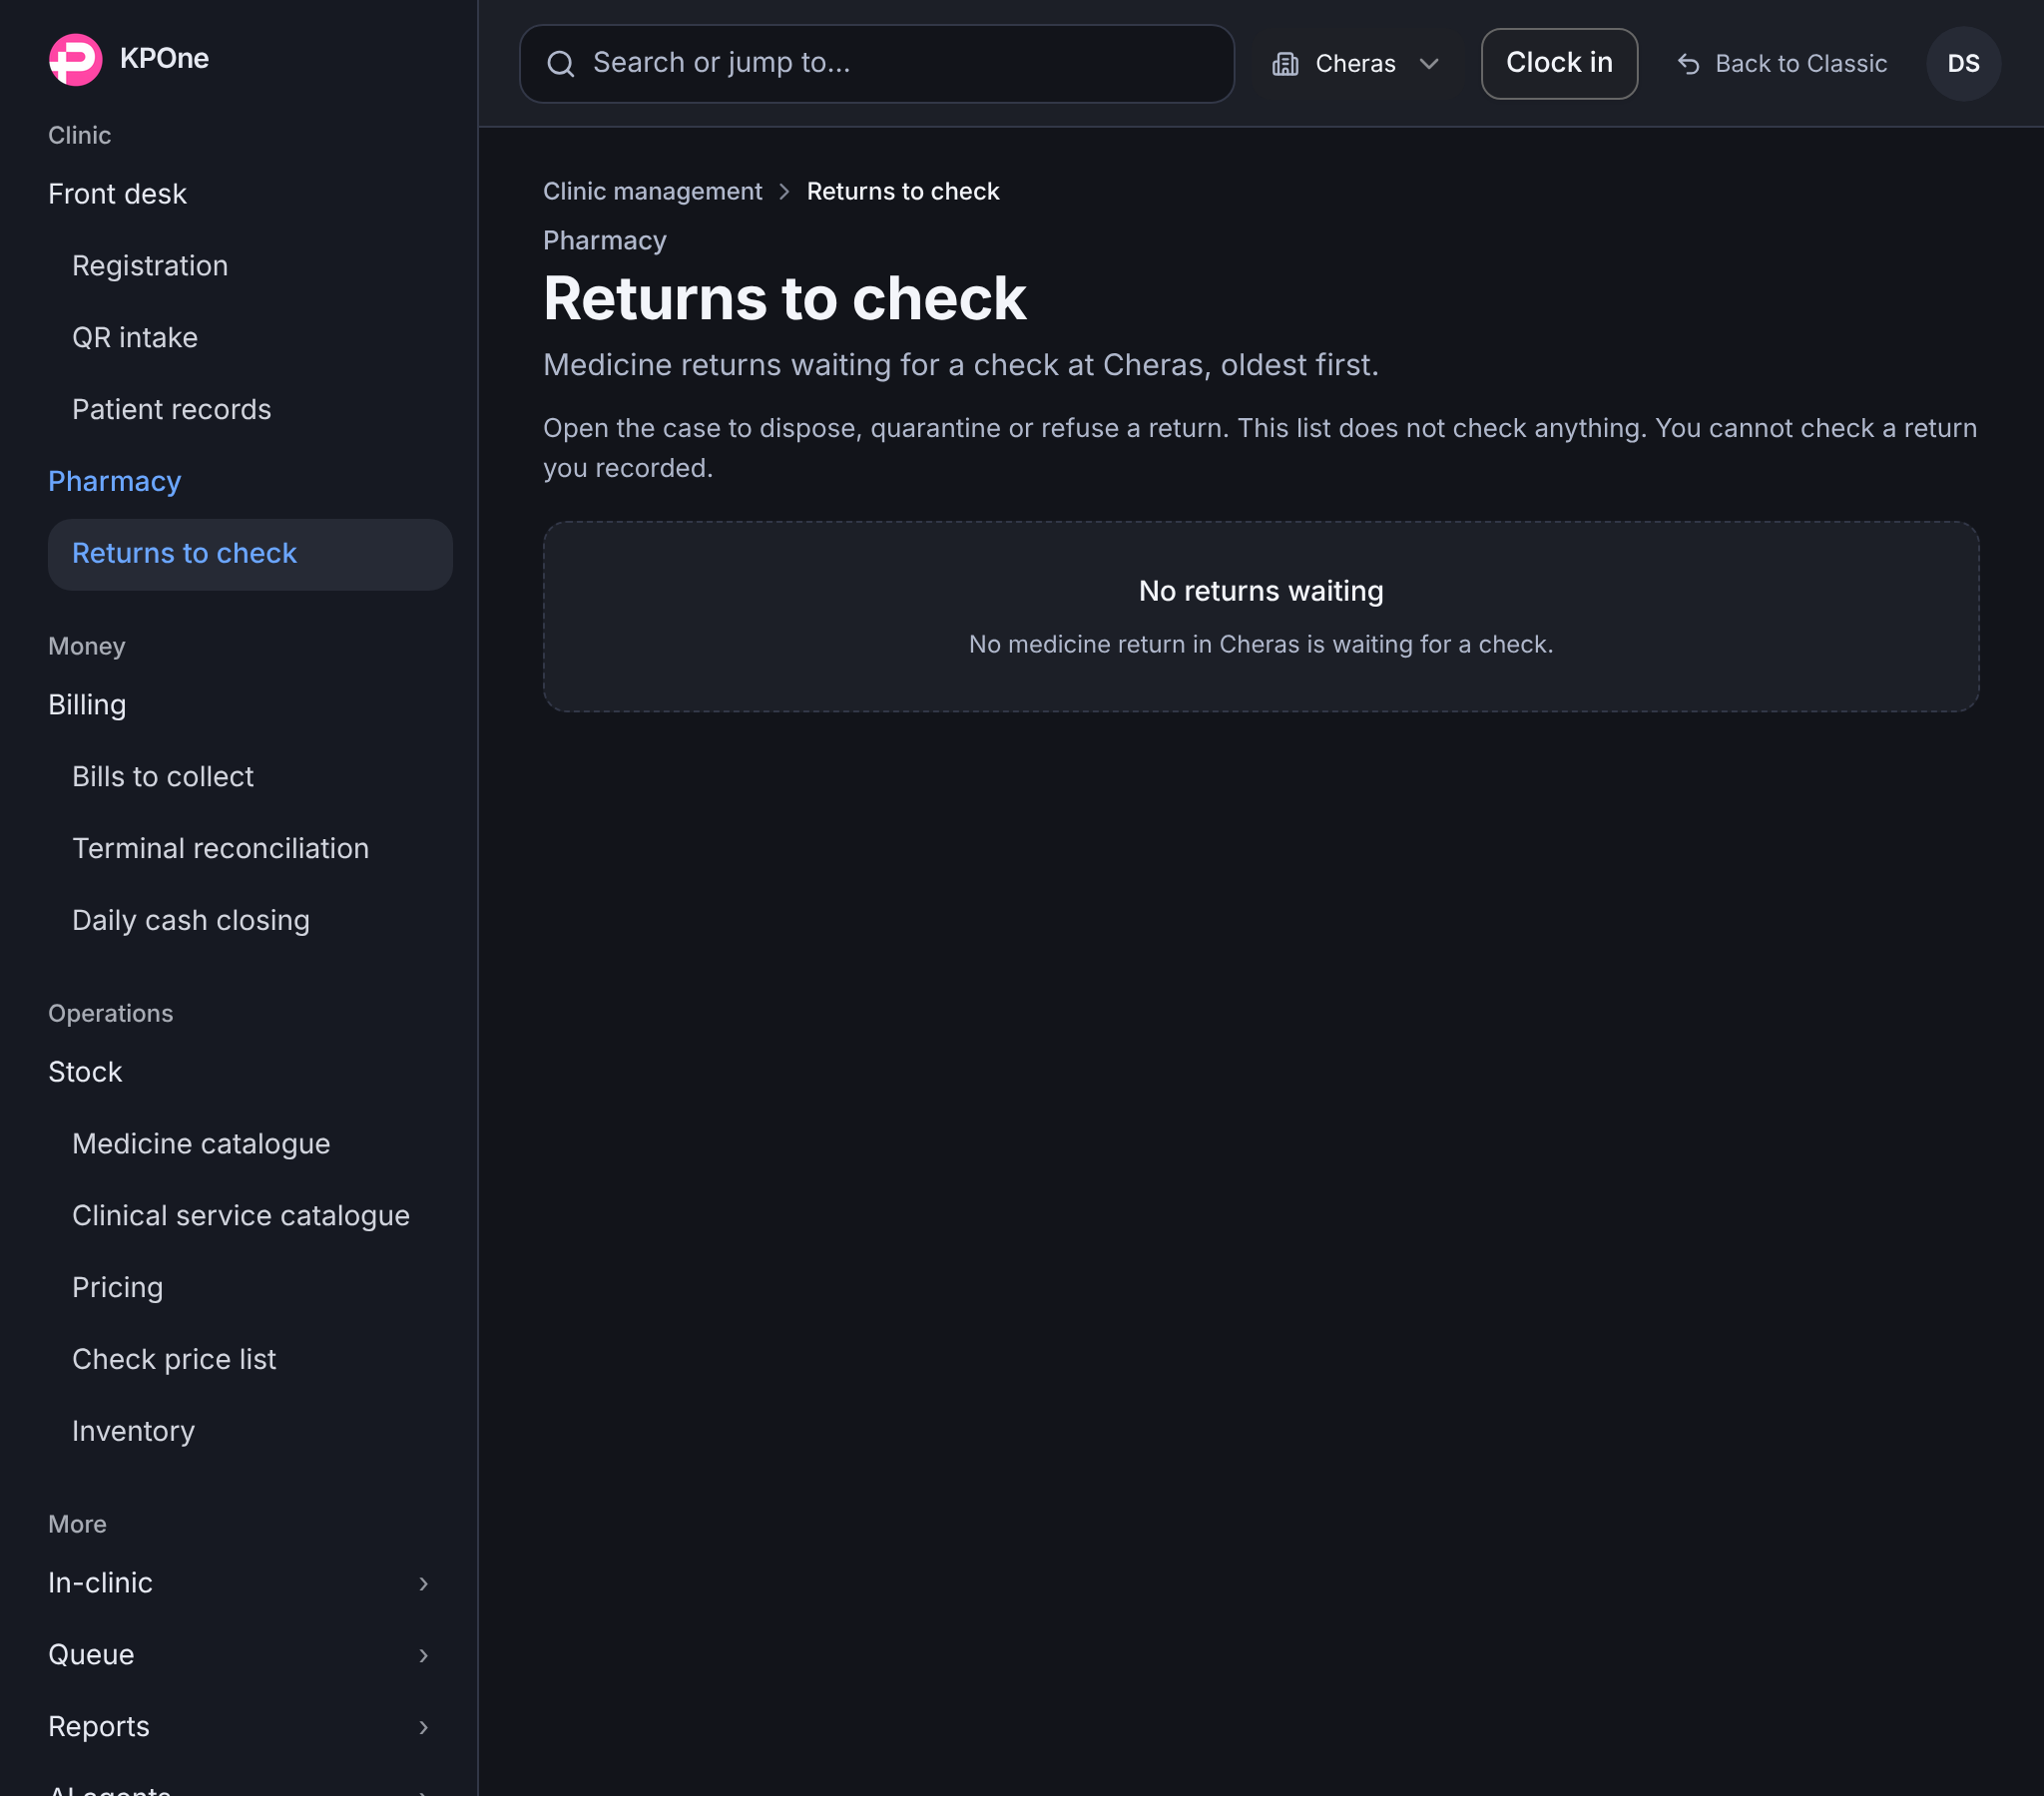 KPOne
Clinic
Front desk
Registration
QR intake
Patient records
Pharmacy
Returns to check
Money
Billing
Bills to collect
Terminal reconciliation
Daily cash closing
Operations
Stock
Medicine catalogue
Clinical service catalogue
Pricing
Check price list
Inventory
More
In-clinic
Queue
Reports
AI agents
Search or jump to...
Cheras
Clock in
Back to Classic
DS
Clinic management > Returns to check
Pharmacy
Returns to check
Medicine returns waiting for a check at Cheras, oldest first.
Open the case to dispose, quarantine or refuse a return. This list does not check anything. You cannot check a return
you recorded.
No returns waiting
No medicine return in Cheras is waiting for a check.